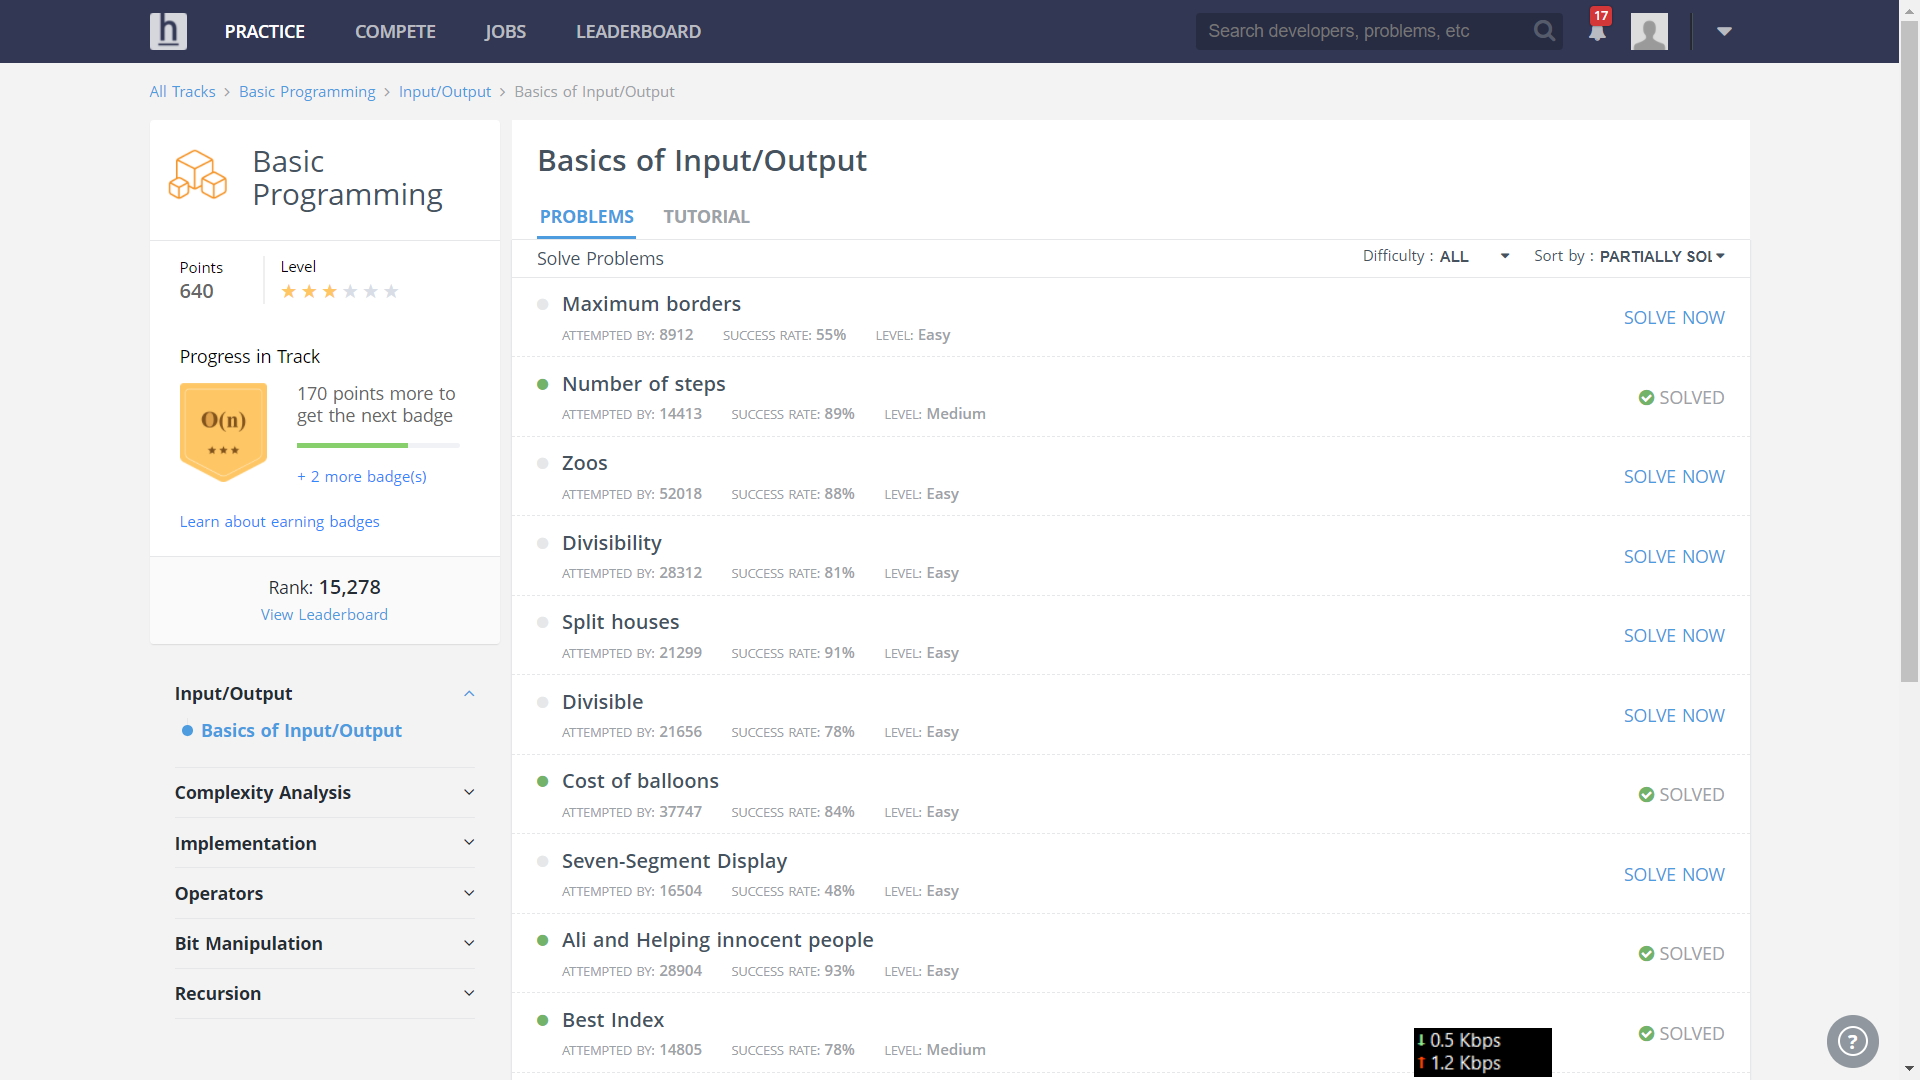 h PRACTICE COMPETE JOBS LEADERBOARD Search developers, problems, etc 17
All Tracks > Basic Programming > Input/Output > Basics of Input/Output
Basic
Programming
Points
640
Level
Progress in Track
O(n)
170 points more to
get the next badge
+ 2 more badge(s)
Learn about earning badges
Rank: 15,278
View Leaderboard
Input/Output
Basics of Input/Output
Complexity Analysis
Implementation
Operators
Bit Manipulation
Recursion
Basics of Input/Output
PROBLEMS TUTORIAL
Solve Problems Difficulty : ALL Sort by : PARTIALLY SOL
Maximum borders
ATTEMPTED BY: 8912 SUCCESS RATE: 55% LEVEL: Easy
SOLVE NOW
Number of steps
ATTEMPTED BY: 14413 SUCCESS RATE: 89% LEVEL: Medium
SOLVED
Zoos
ATTEMPTED BY: 52018 SUCCESS RATE: 88% LEVEL: Easy
SOLVE NOW
Divisibility
ATTEMPTED BY: 28312 SUCCESS RATE: 81% LEVEL: Easy
SOLVE NOW
Split houses
ATTEMPTED BY: 21299 SUCCESS RATE: 91% LEVEL: Easy
SOLVE NOW
Divisible
ATTEMPTED BY: 21656 SUCCESS RATE: 78% LEVEL: Easy
SOLVE NOW
Cost of balloons
ATTEMPTED BY: 37747 SUCCESS RATE: 84% LEVEL: Easy
SOLVED
Seven-Segment Display
ATTEMPTED BY: 16504 SUCCESS RATE: 48% LEVEL: Easy
SOLVE NOW
Ali and Helping innocent people
ATTEMPTED BY: 28904 SUCCESS RATE: 93% LEVEL: Easy
SOLVED
Best Index
ATTEMPTED BY: 14805 SUCCESS RATE: 78% LEVEL: Medium
SOLVED
↓ 0.5 Kbps
↑ 1.2 Kbps
?